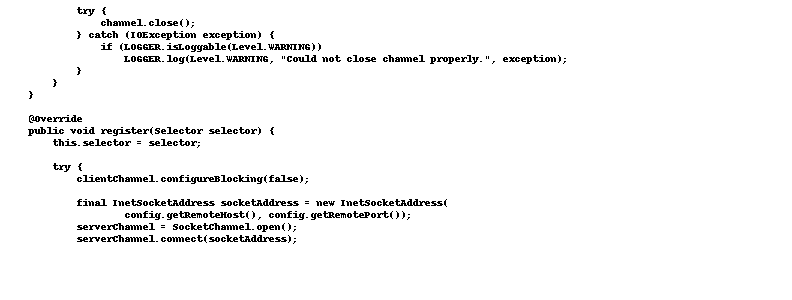 try {
channel.close();
} catch (IOException exception) {
if (LOGGER.isLoggable(Level.WARNING))
LOGGER.log(Level.WARNING, "Could not close channel properly.", exception);
}
}
}
@Override
public void register(Selector selector) {
this.selector = selector;
try {
clientChannel.configureBlocking(false);
final InetSocketAddress socketAddress = new InetSocketAddress(
config.getRemoteHost(), config.getRemotePort());
serverChannel = SocketChannel.open();
serverChannel.connect(socketAddress);